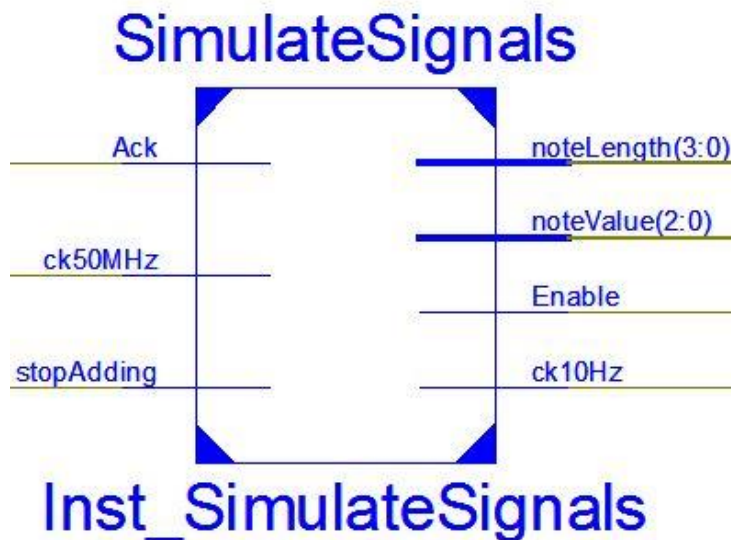 SimulateSignals
Ack
noteLength(3:0)
noteValue(2:0)
ck50MHz
Enable
stopAdding
ck10Hz
Inst_SimulateSignals